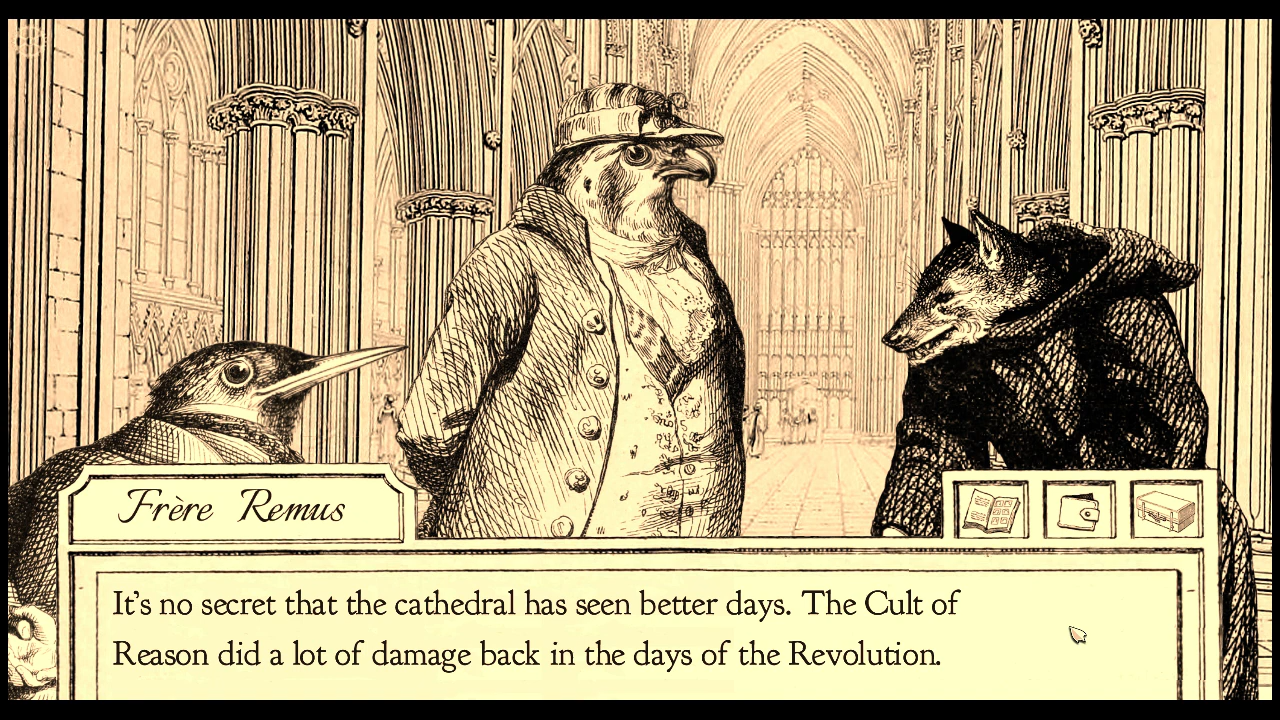 Frère Remus
It's no secret that the cathedral has seen better days. The Cult of
Reason did a lot of damage back in the days of the Revolution.